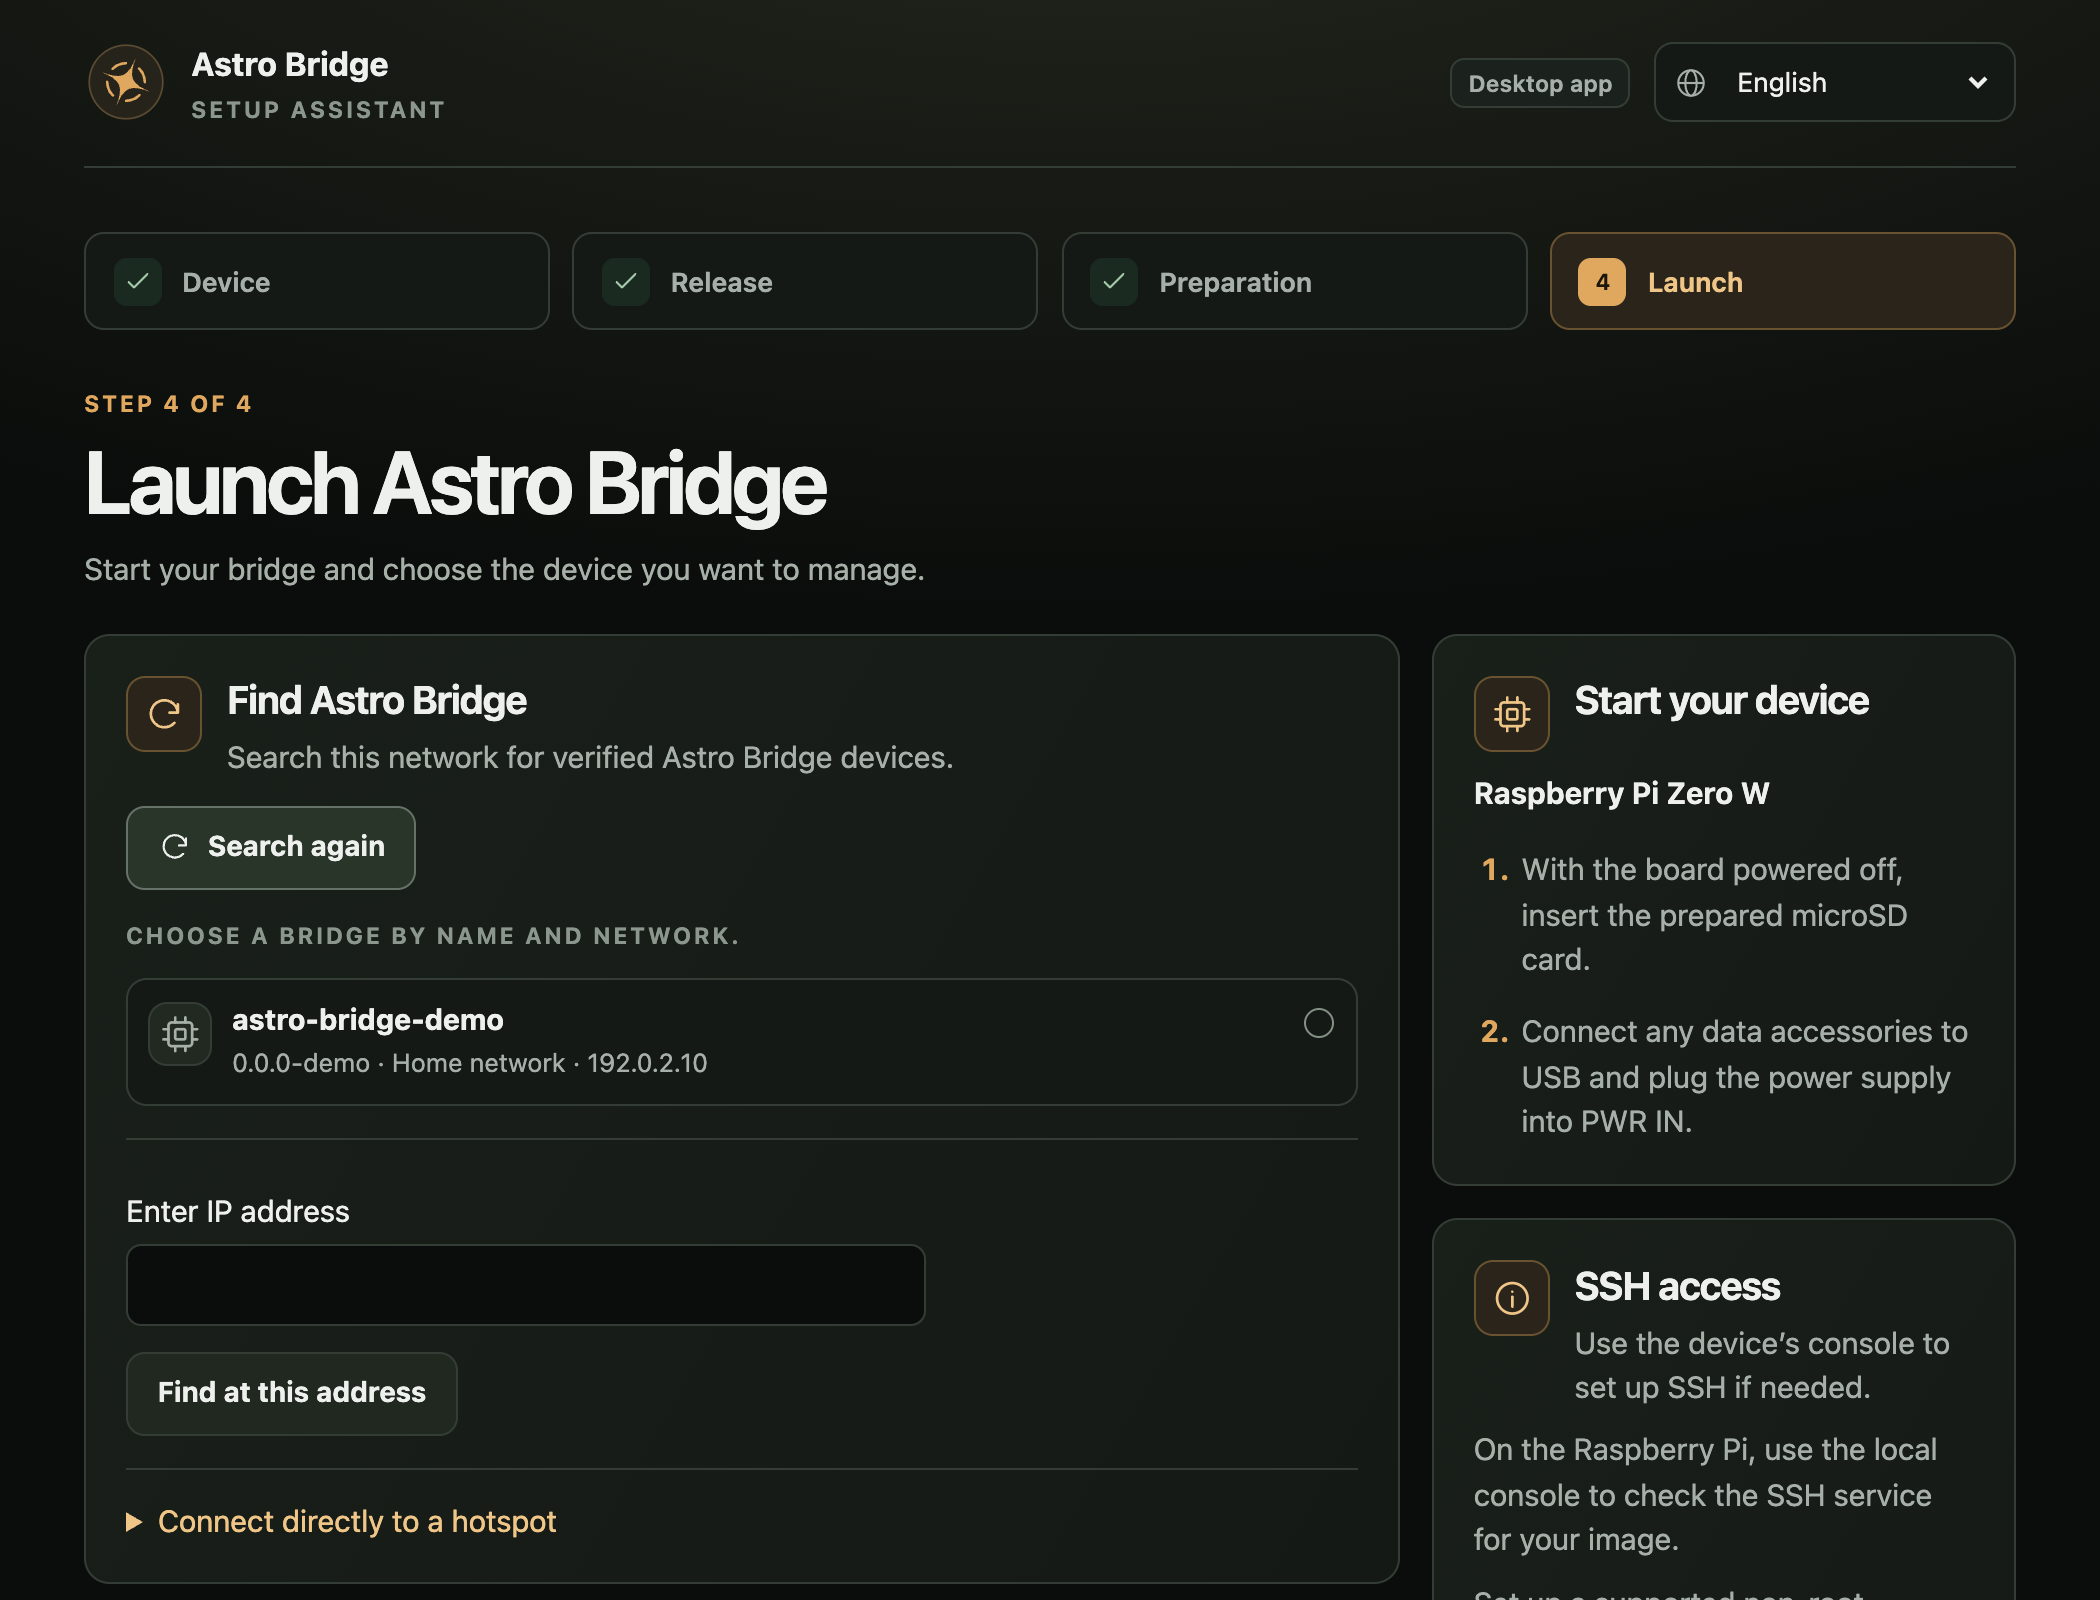 Astro Bridge
SETUP ASSISTANT
Desktop app
English
Device
Release
Preparation
4
Launch
STEP 4 OF 4
Launch Astro Bridge
Start your bridge and choose the device you want to manage.
Find Astro Bridge
Search this network for verified Astro Bridge devices.
Search again
CHOOSE A BRIDGE BY NAME AND NETWORK.
astro-bridge-demo
0.0.0-demo · Home network · 192.0.2.10
Enter IP address
Find at this address
Connect directly to a hotspot
Start your device
Raspberry Pi Zero W
1. With the board powered off,
insert the prepared microSD
card.
2. Connect any data accessories to
USB and plug the power supply
into PWR IN.
SSH access
Use the device’s console to
set up SSH if needed.
On the Raspberry Pi, use the local
console to check the SSH service
for your image.
Set up a supported non-root